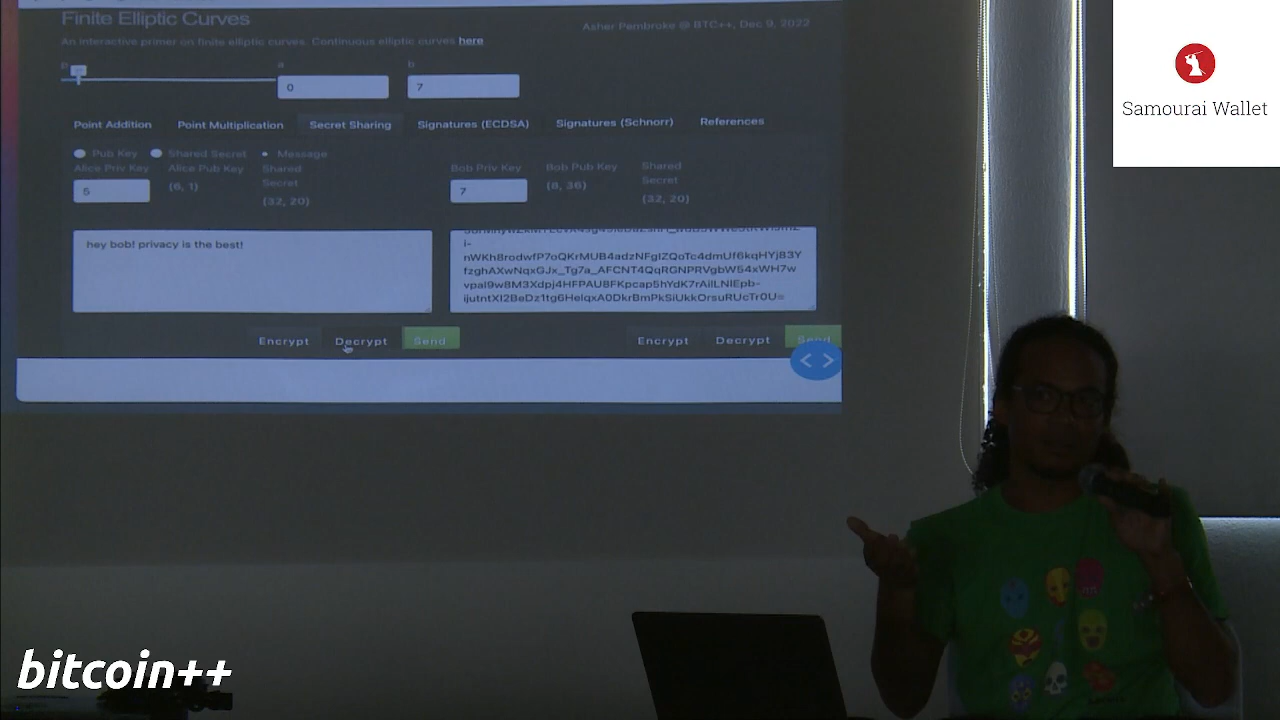 Finite Elliptic Curves
Asher Pembroke @ BTC++, Dec 9, 2022
An interactive primer on finite elliptic curves. Continuous elliptic curves here
p
a
b
0
7
Point Addition
Point Multiplication
Secret Sharing
Signatures (ECDSA)
Signatures (Schnorr)
References
Pub Key
Shared Secret
Message
Alice Priv Key
Alice Pub Key
Shared
Secret
5
(6, 1)
(32, 20)
Bob Priv Key
Bob Pub Key
Shared
Secret
7
(8, 36)
(32, 20)
hey bob! privacy is the best!
i-
Encrypt
Decrypt
Send
Encrypt
Decrypt
Send
< >
Samourai Wallet
bitcoin++